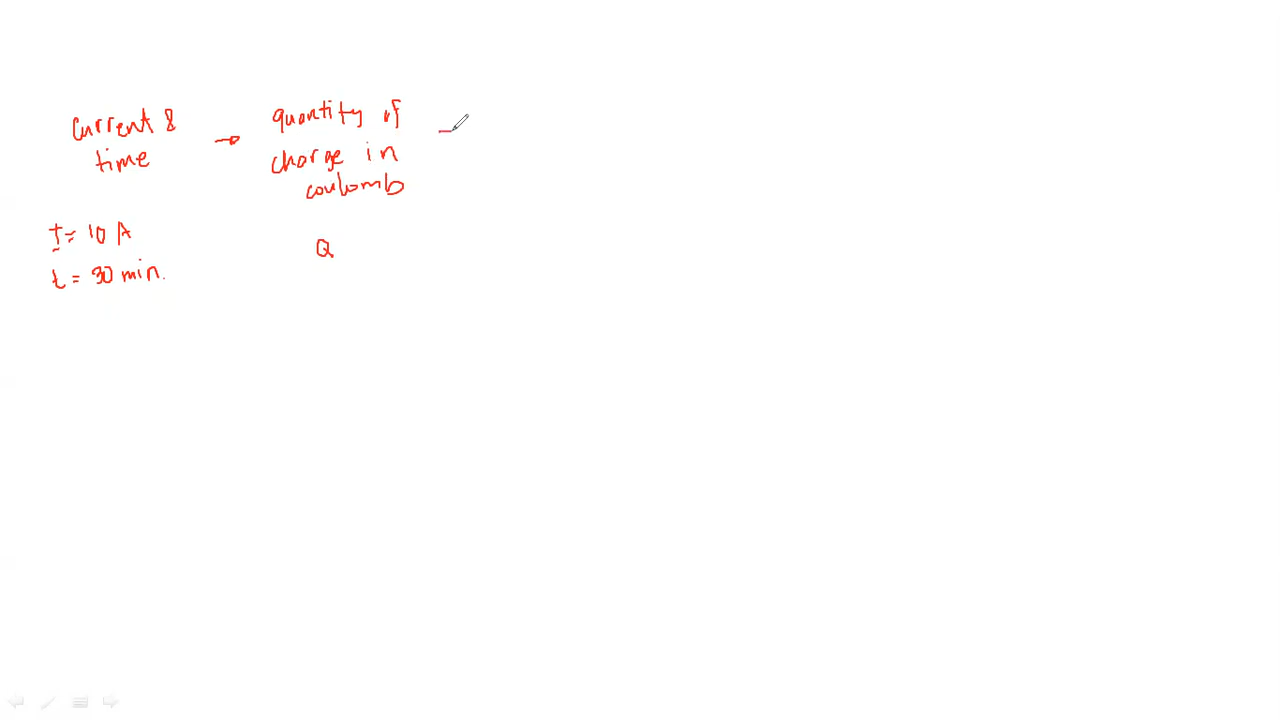 current &
time
→
quantity of
charge in
coulomb
I = 10 A
t = 30 min.
Q